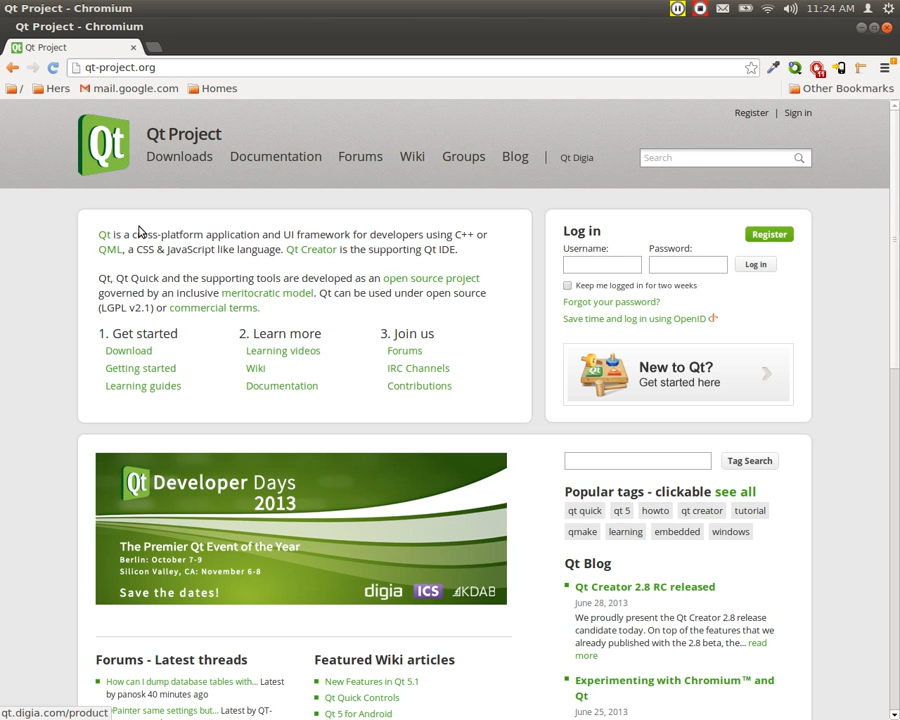 Qt Project - Chromium
11:24 AM
Qt Project - Chromium
Qt Project
qt-project.org
11
/ Hers mail.google.com Homes Other Bookmarks
Register | Sign in
Qt
Qt Project
Downloads Documentation Forums Wiki Groups Blog | Qt Digia
Search
Qt is a cross-platform application and UI framework for developers using C++ or
QML, a CSS & JavaScript like language. Qt Creator is the supporting Qt IDE.
Qt, Qt Quick and the supporting tools are developed as an open source project
governed by an inclusive meritocratic model. Qt can be used under open source
(LGPL v2.1) or commercial terms.
1. Get started
Download
Getting started
Learning guides
2. Learn more
Learning videos
Wiki
Documentation
3. Join us
Forums
IRC Channels
Contributions
Log in
Register
Username: Password:
Log in
Keep me logged in for two weeks
Forgot your password?
Save time and log in using OpenID
New to Qt?
Get started here
Qt Developer Days
2013
The Premier Qt Event of the Year
Berlin: October 7-9
Silicon Valley, CA: November 6-8
Save the dates!
digia ICS KDAB
Tag Search
Popular tags - clickable see all
qt quick qt 5 howto qt creator tutorial
qmake learning embedded windows
Qt Blog
Qt Creator 2.8 RC released
June 28, 2013
We proudly present the Qt Creator 2.8 release
candidate today. On top of the features that we
already published with the 2.8 beta, the... read
more
Experimenting with Chromium™ and
Qt
June 25, 2013
Forums - Latest threads
How can I dump database tables with... Latest
by panosk 40 minutes ago
Painter same settings but... Latest by QT-
Featured Wiki articles
New Features in Qt 5.1
Qt Quick Controls
Qt 5 for Android
qt.digia.com/product